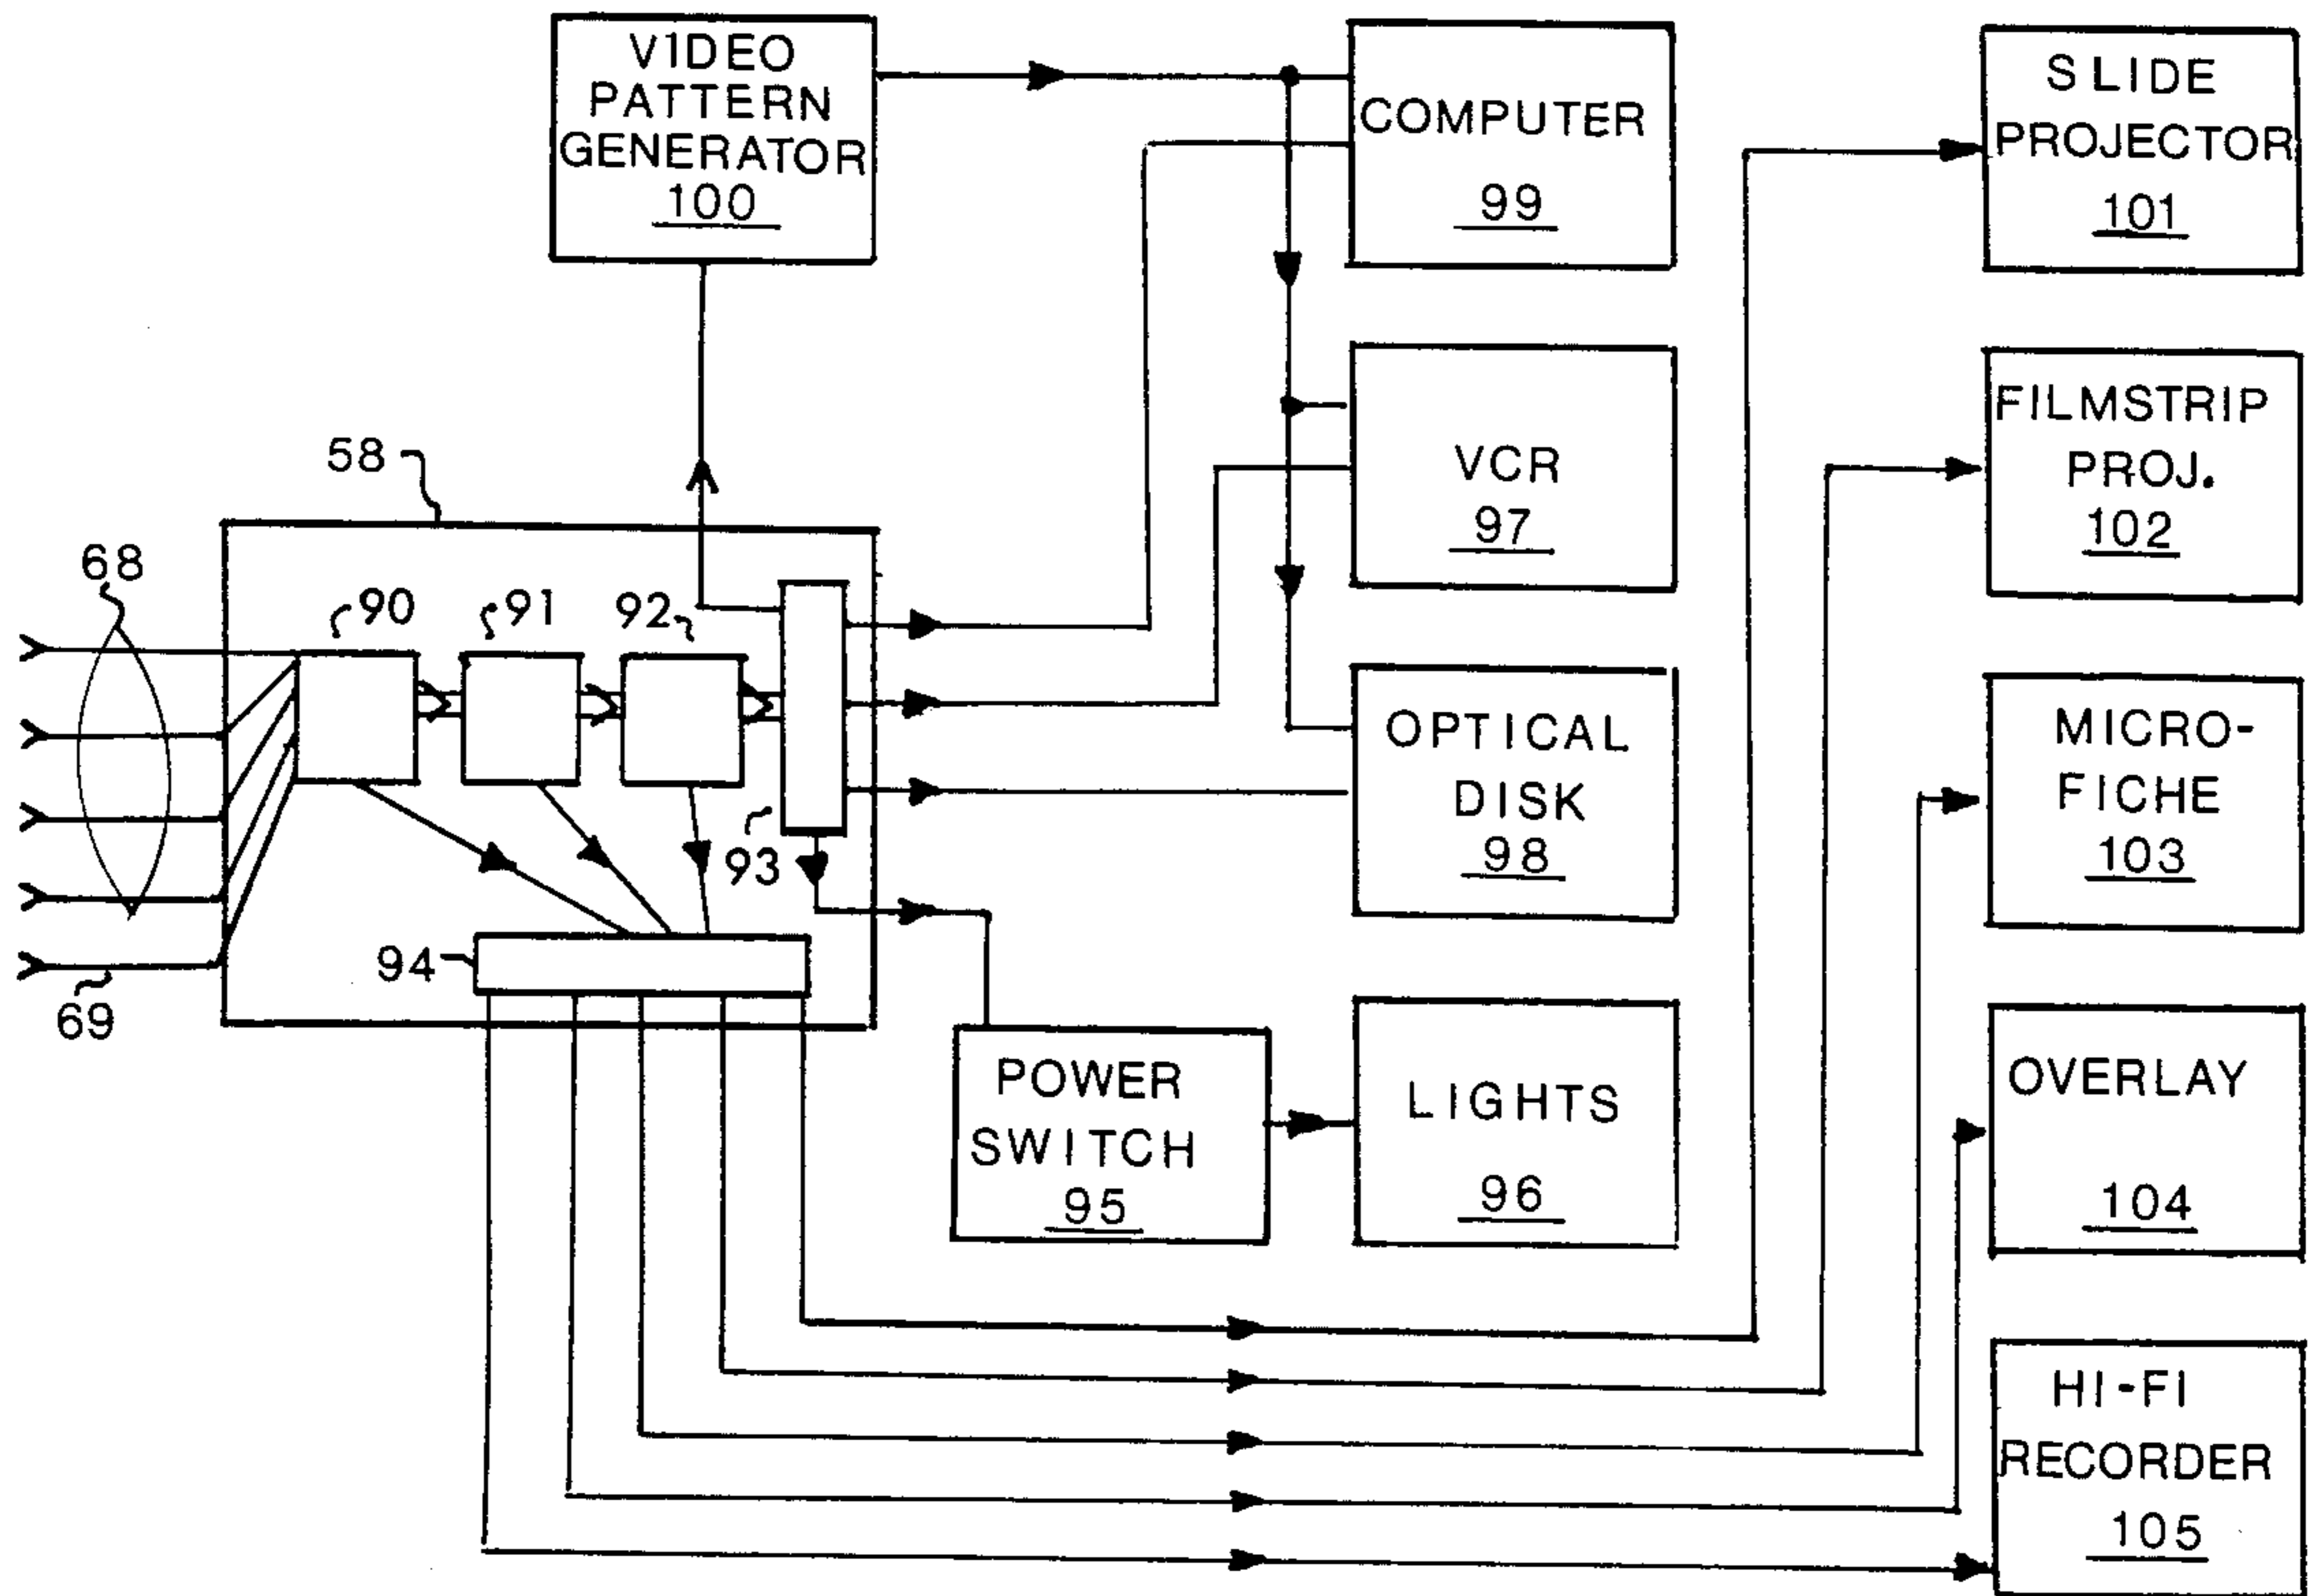 VIDEO
PATTERN
GENERATOR
100
COMPUTER
99
SLIDE
PROJECTOR
101
VCR
97
FILMSTRIP
PROJ.
102
58
68
90
91
92
93
94
69
OPTICAL
DISK
98
MICRO-
FICHE
103
POWER
SWITCH
95
LIGHTS
96
OVERLAY
104
HI-FI
RECORDER
105